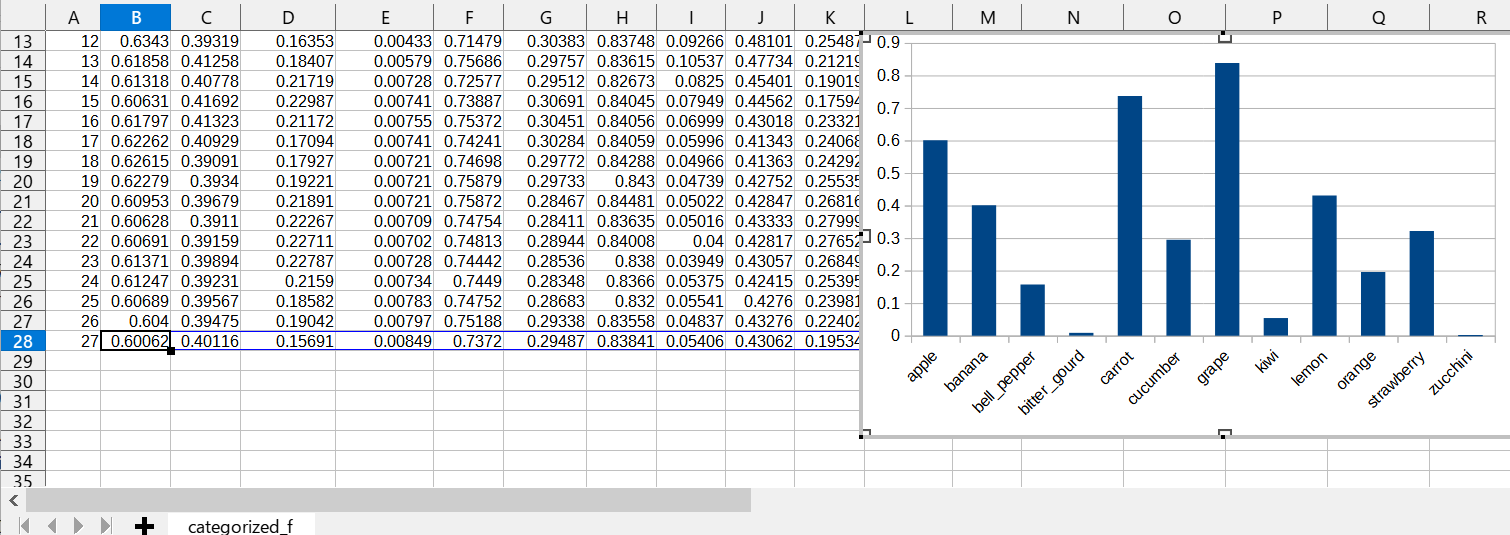 A B C D E F G H I J K L M N O P Q R
13 12 0.6343 0.39319 0.16353 0.00433 0.71479 0.30383 0.83748 0.09266 0.48101 0.25487
14 13 0.61858 0.41258 0.18407 0.00579 0.75686 0.29757 0.83615 0.10537 0.47734 0.21219
15 14 0.61318 0.40778 0.21719 0.00728 0.72577 0.29512 0.82673 0.0825 0.45401 0.19019
16 15 0.60631 0.41692 0.22987 0.00741 0.73887 0.30691 0.84045 0.07949 0.44562 0.17594
17 16 0.61797 0.41323 0.21172 0.00755 0.75372 0.30451 0.84056 0.06999 0.43018 0.23321
18 17 0.62262 0.40929 0.17094 0.00741 0.74241 0.30284 0.84059 0.05996 0.41343 0.24068
19 18 0.62615 0.39091 0.17927 0.00721 0.74698 0.29772 0.84288 0.04966 0.41363 0.24292
20 19 0.62279 0.3934 0.19221 0.00721 0.75879 0.29733 0.843 0.04739 0.42752 0.25535
21 20 0.60953 0.39679 0.21891 0.00721 0.75872 0.28467 0.84481 0.05022 0.42847 0.26816
22 21 0.60628 0.3911 0.22267 0.00709 0.74754 0.28411 0.83635 0.05016 0.43333 0.27999
23 22 0.60691 0.39159 0.22711 0.00702 0.74813 0.28944 0.84008 0.04 0.42817 0.27652
24 23 0.61371 0.39894 0.22787 0.00728 0.74442 0.28536 0.838 0.03949 0.43057 0.26849
25 24 0.61247 0.39231 0.2159 0.00734 0.7449 0.28348 0.8366 0.05375 0.42415 0.25395
26 25 0.60689 0.39567 0.18582 0.00783 0.74752 0.28683 0.832 0.05541 0.4276 0.23981
27 26 0.604 0.39475 0.19042 0.00797 0.75188 0.29338 0.83558 0.04837 0.43276 0.22402
28 27 0.60062 0.40116 0.15691 0.00849 0.7372 0.29487 0.83841 0.05406 0.43062 0.19534
29
30
31
32
33
34
35
0.9
0.8
0.7
0.6
0.5
0.4
0.3
0.2
0.1
0
apple banana bell_pepper bitter_gourd carrot cucumber grape kiwi lemon orange strawberry zucchini
categorized_f